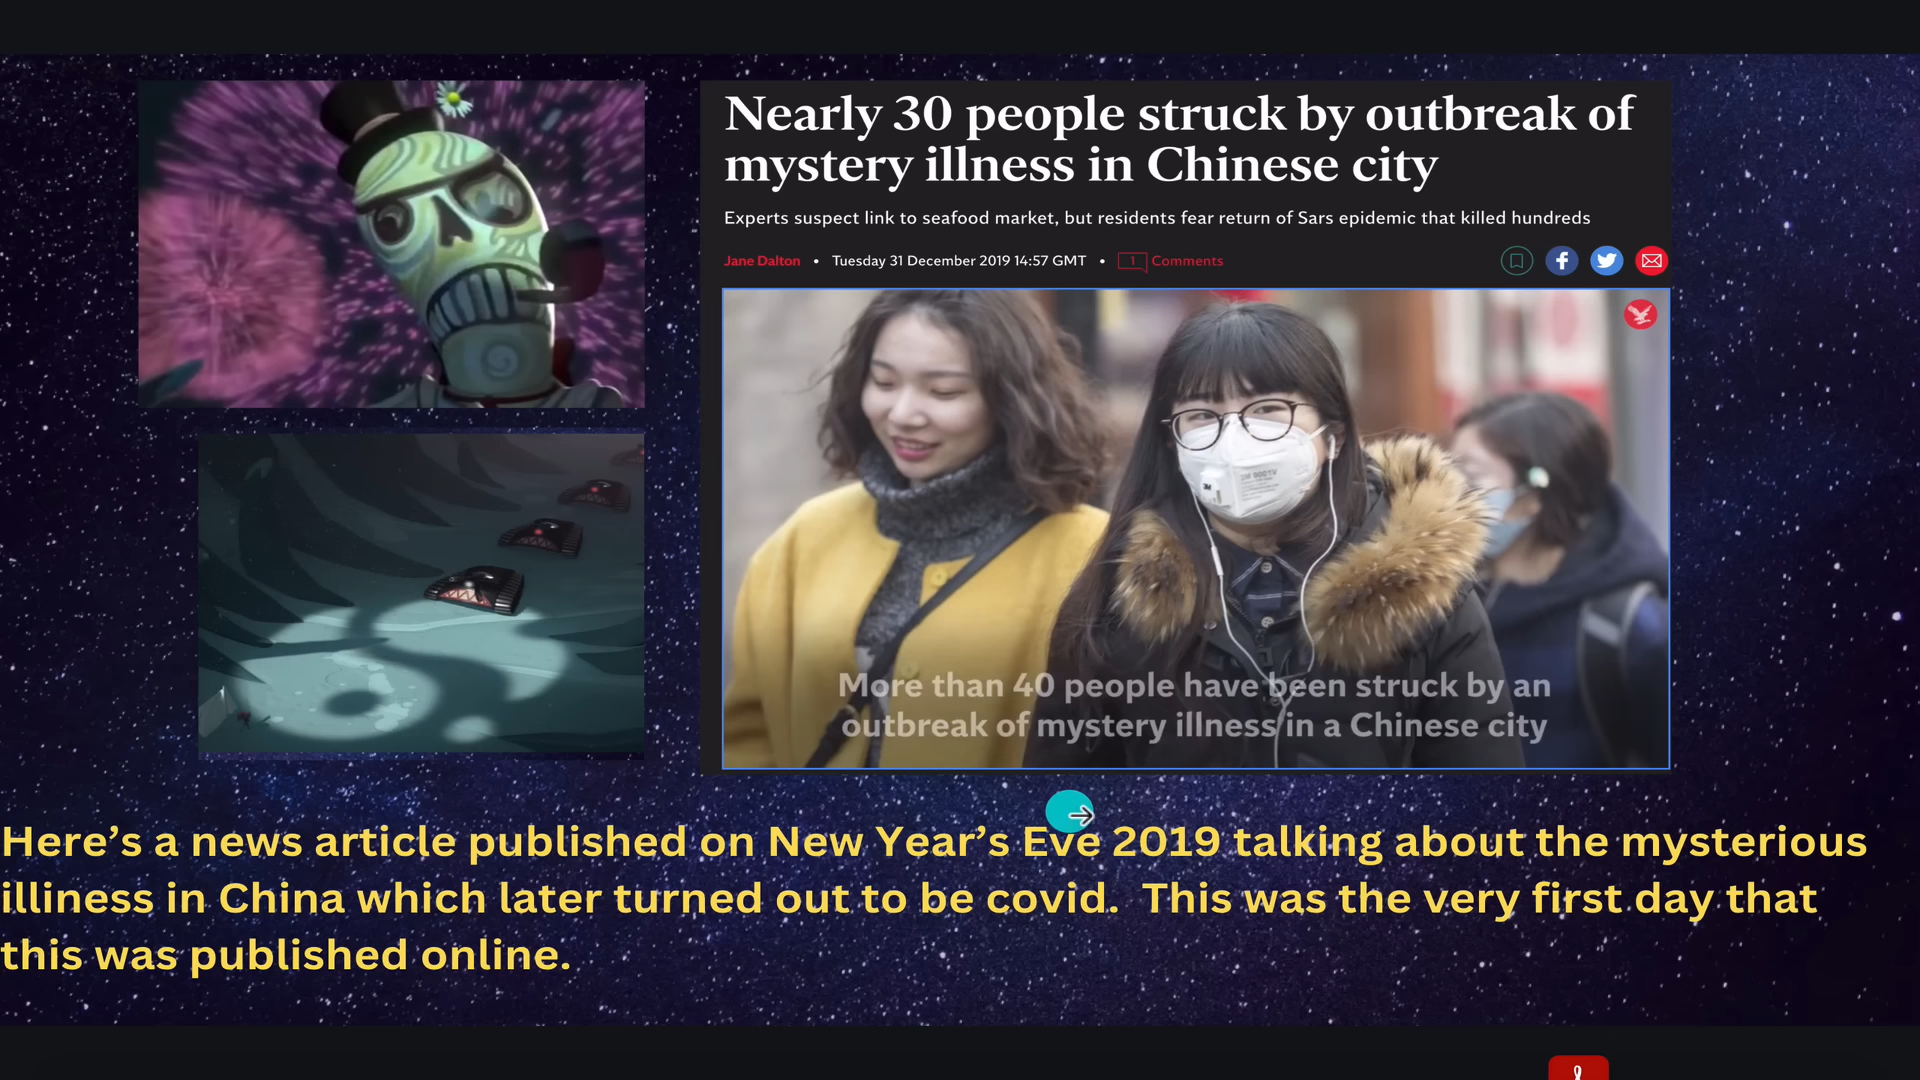 Nearly 30 people struck by outbreak of
mystery illness in Chinese city
Experts suspect link to seafood market, but residents fear return of Sars epidemic that killed hundreds
Jane Dalton • Tuesday 31 December 2019 14:57 GMT • 1 Comments
3M 9001V
3M
More than 40 people have been struck by an
outbreak of mystery illness in a Chinese city
Here's a news article published on New Year's Eve 2019 talking about the mysterious
illiness in China which later turned out to be covid. This was the very first day that
this was published online.